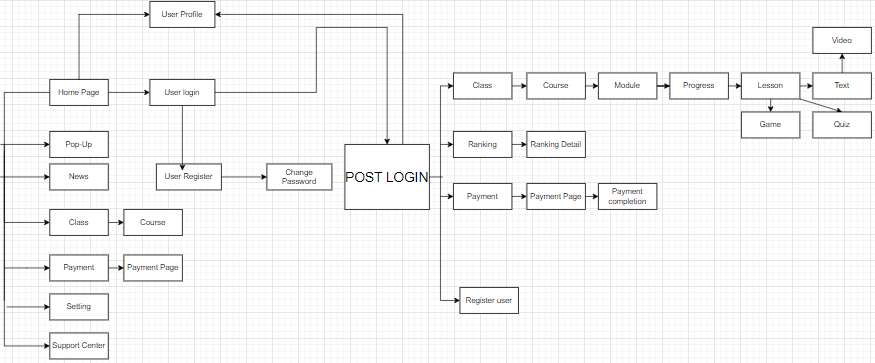 User Profile
Home Page
User login
Pop-Up
News
User Register
Change
Password
Class
Course
Payment
Payment Page
Setting
Support Center
POST LOGIN
Class
Course
Module
Progress
Lesson
Text
Video
Game
Quiz
Ranking
Ranking Detail
Payment
Payment Page
Payment
completion
Register user